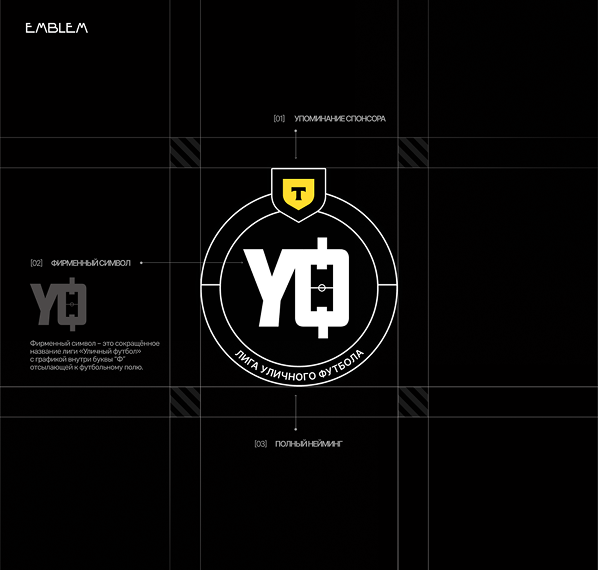 EMBLEM
[01] УПОМИНАНИЕ СПОНСОРА
Т
[02] ФИРМЕННЫЙ СИМВОЛ
УФ
УФ
Фирменный символ – это сокращённое
название лиги «Уличный футбол»
с графикой внутри буквы "Ф"
отсылающей к футбольному полю.
ЛИГА УЛИЧНОГО ФУТБОЛА
[03] ПОЛНЫЙ НЕЙМИНГ